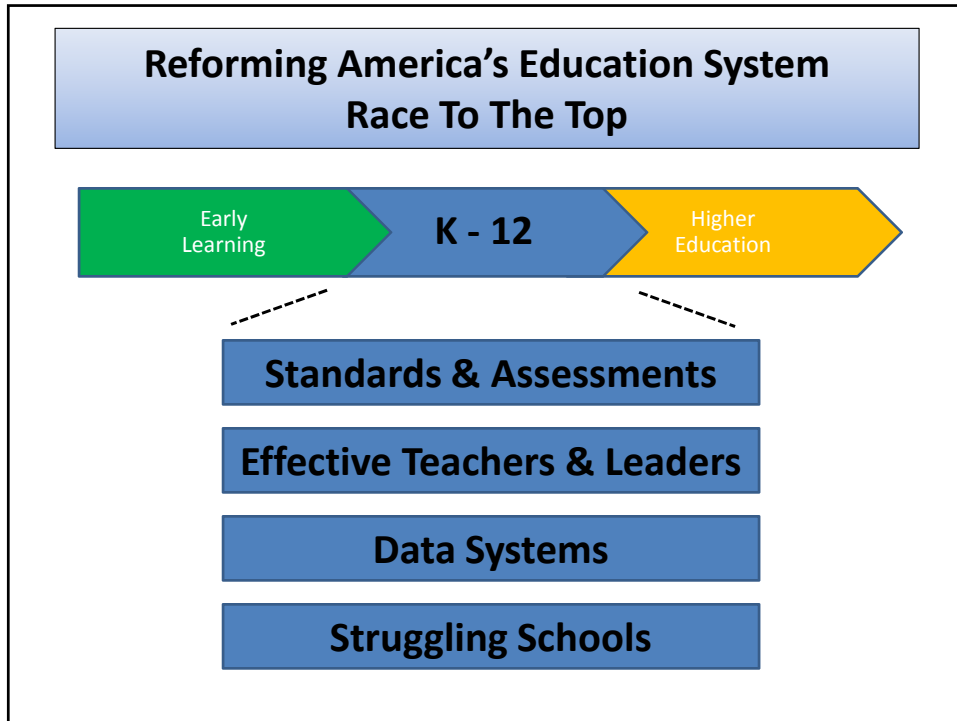 Reforming America’s Education System
Race To The Top
Early
Learning
K - 12
Higher
Education
Standards & Assessments
Effective Teachers & Leaders
Data Systems
Struggling Schools